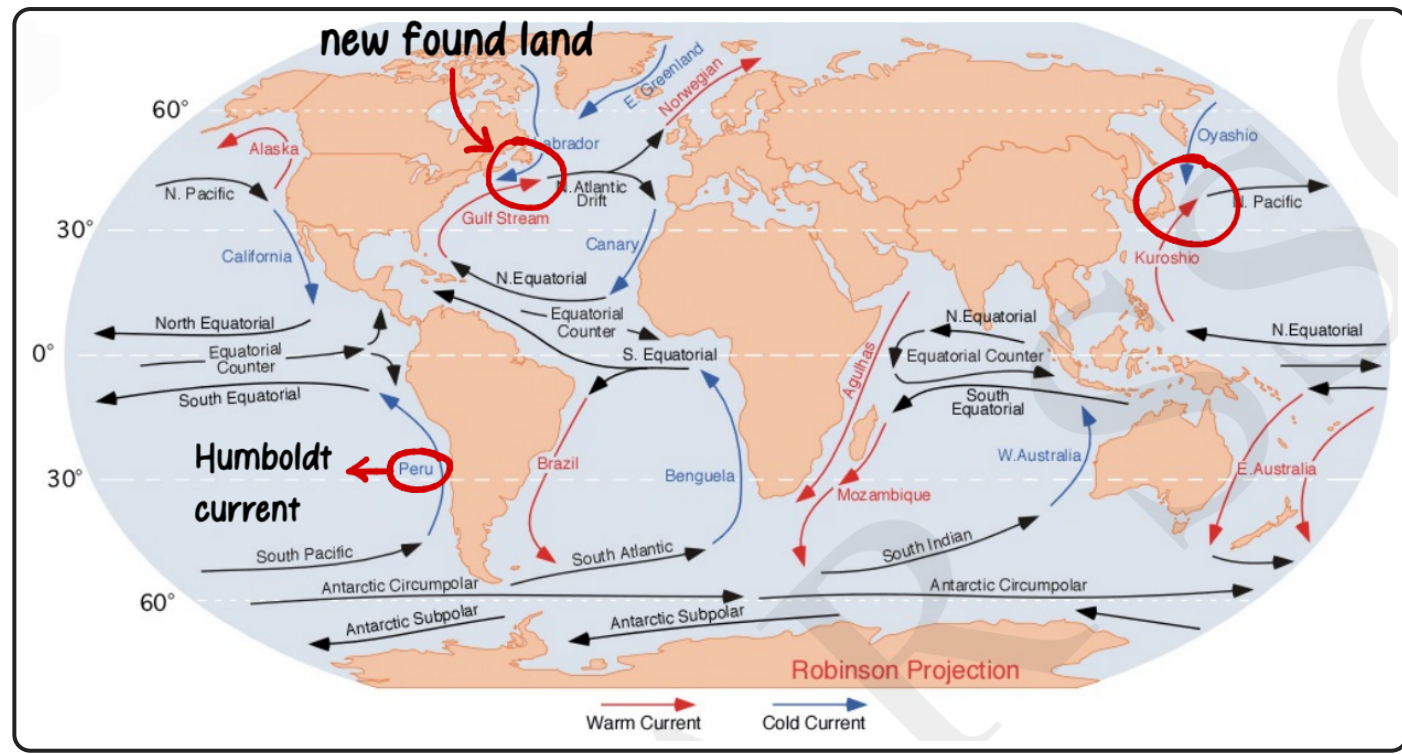 new found land
60°
E. Greenland
Norwegian
Labrador
Oyashio
Alaska
N. Pacific
N.Atlantic
Drift
N. Pacific
Gulf Stream
30°
California
Canary
Kuroshio
N.Equatorial
North Equatorial
Equatorial
Counter
N.Equatorial
N.Equatorial
0°
Equatorial
Counter
S. Equatorial
Equatorial Counter
Agulhas
South Equatorial
South
Equatorial
Humboldt
current
Peru
30°
Brazil
Benguela
W.Australia
E.Australia
Mozambique
South Pacific
South Atlantic
South Indian
Antarctic Circumpolar
Antarctic Circumpolar
60°
Antarctic Subpolar
Antarctic Subpolar
Robinson Projection
Warm Current
Cold Current